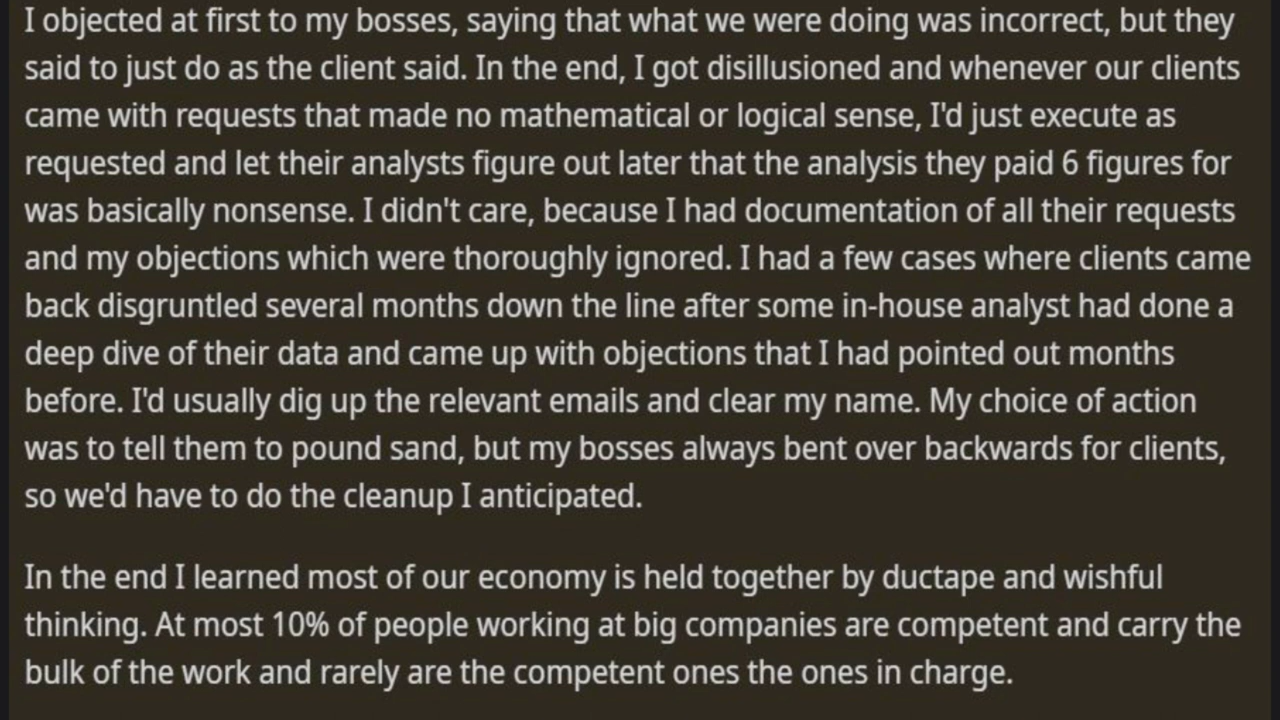 I objected at first to my bosses, saying that what we were doing was incorrect, but they
said to just do as the client said. In the end, I got disillusioned and whenever our clients
came with requests that made no mathematical or logical sense, I'd just execute as
requested and let their analysts figure out later that the analysis they paid 6 figures for
was basically nonsense. I didn't care, because I had documentation of all their requests
and my objections which were thoroughly ignored. I had a few cases where clients came
back disgruntled several months down the line after some in-house analyst had done a
deep dive of their data and came up with objections that I had pointed out months
before. I'd usually dig up the relevant emails and clear my name. My choice of action
was to tell them to pound sand, but my bosses always bent over backwards for clients,
so we'd have to do the cleanup I anticipated.
In the end I learned most of our economy is held together by ductape and wishful
thinking. At most 10% of people working at big companies are competent and carry the
bulk of the work and rarely are the competent ones the ones in charge.